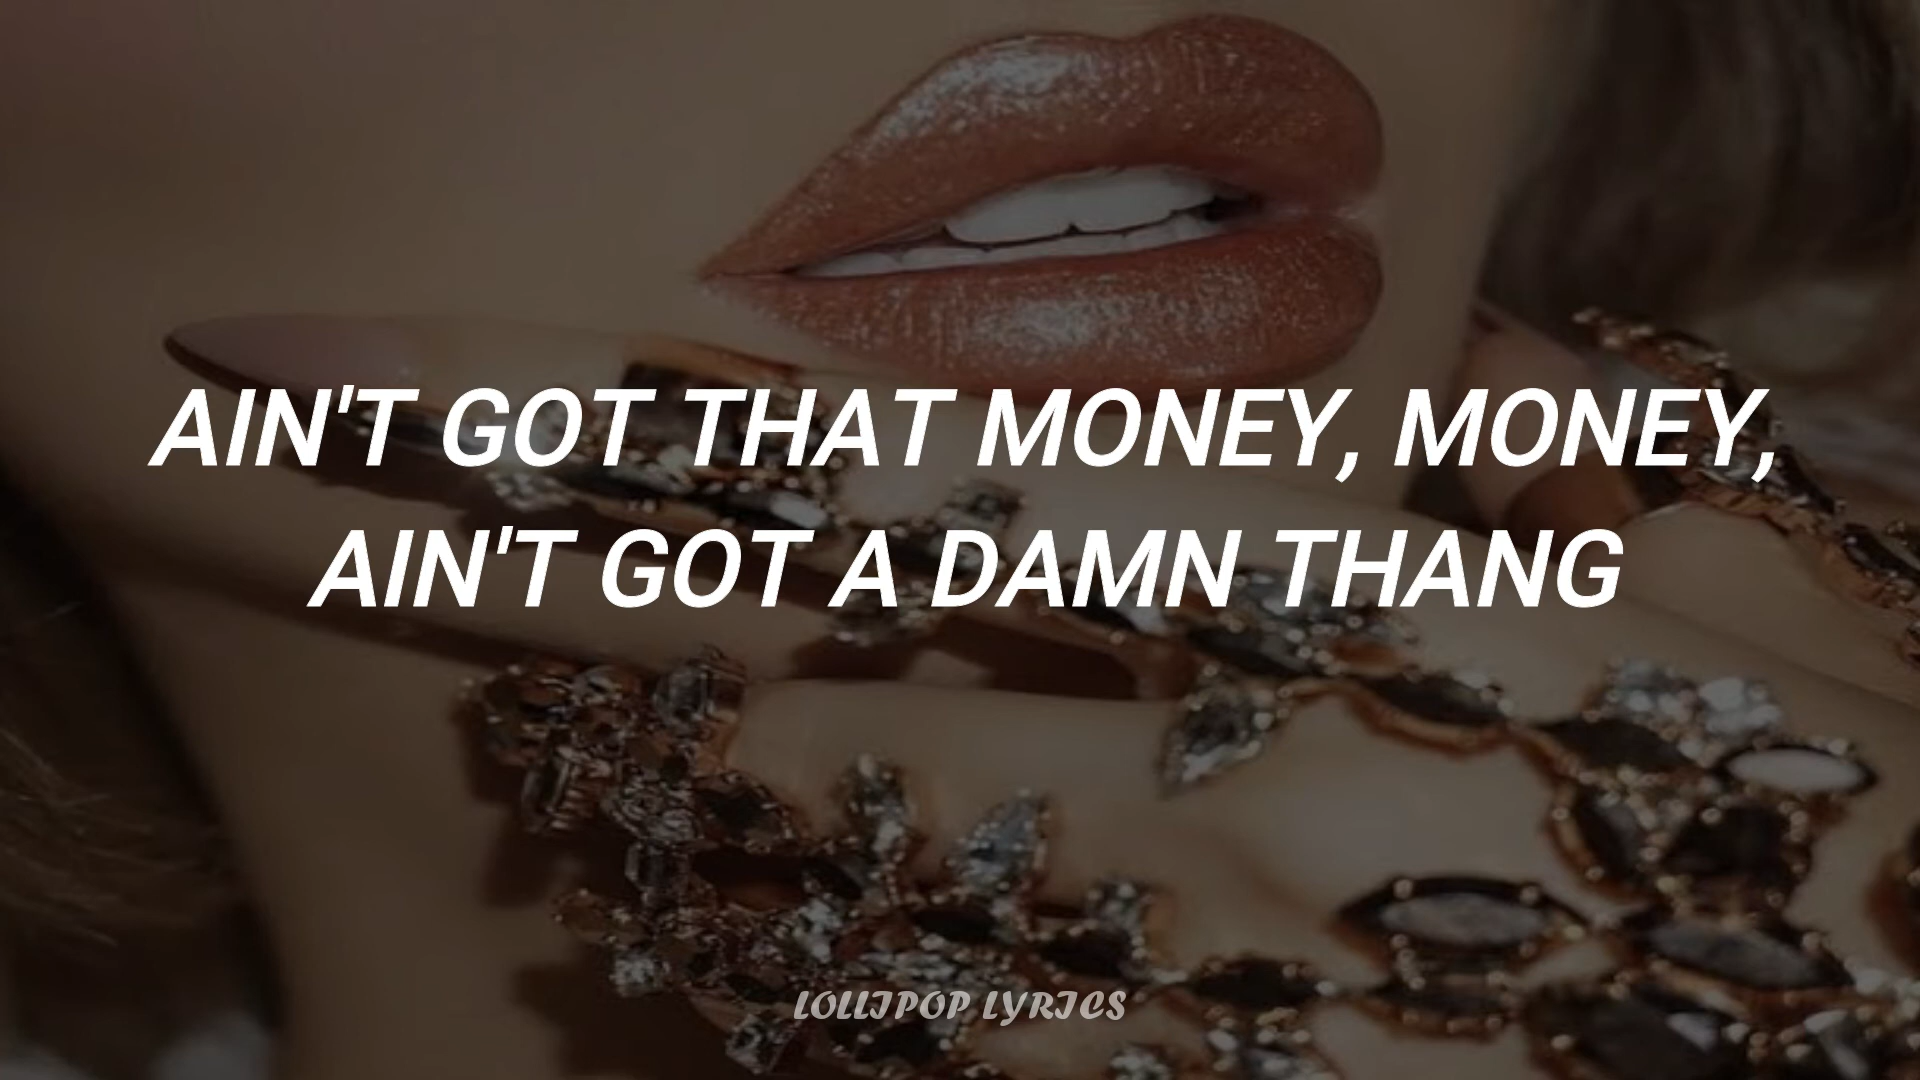 AIN'T GOT THAT MONEY, MONEY,
AIN'T GOT A DAMN THANG
LOLLIPOP LYRICS